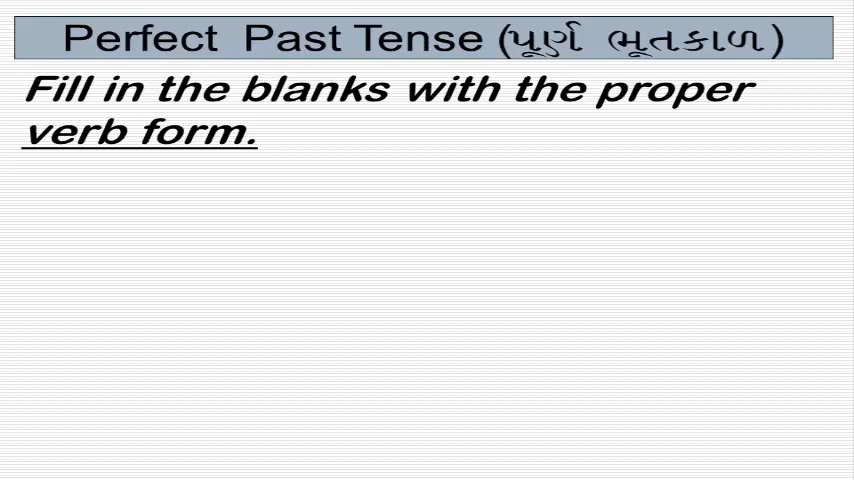 Perfect Past Tense (પૂર્ણ ભૂતકાળ)
Fill in the blanks with the proper
verb form.